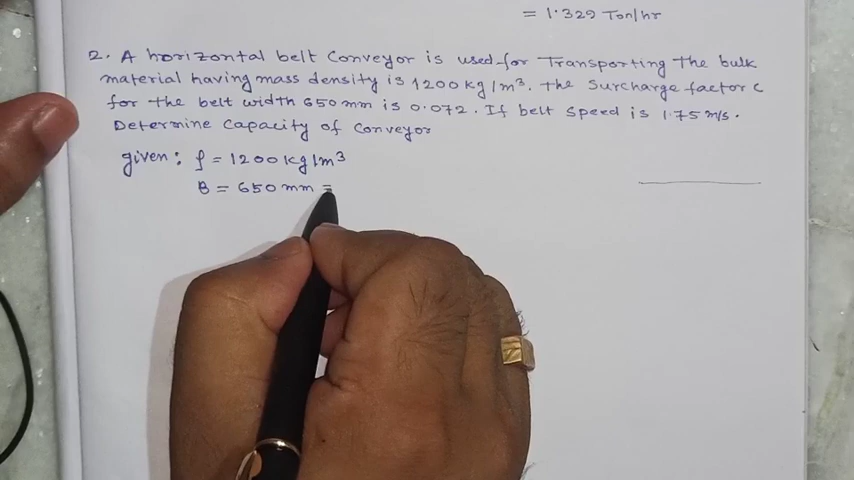 = 1.329 Ton/hr
2. A horizontal belt conveyor is used for Transporting the bulk
material having mass density is 1200 kg/m³. The Surcharge factor C
for the belt width 650 mm is 0.072. If belt speed is 1.75 m/s.
Determine Capacity of Conveyor
given: ρ = 1200 kg/m³
B = 650 mm =